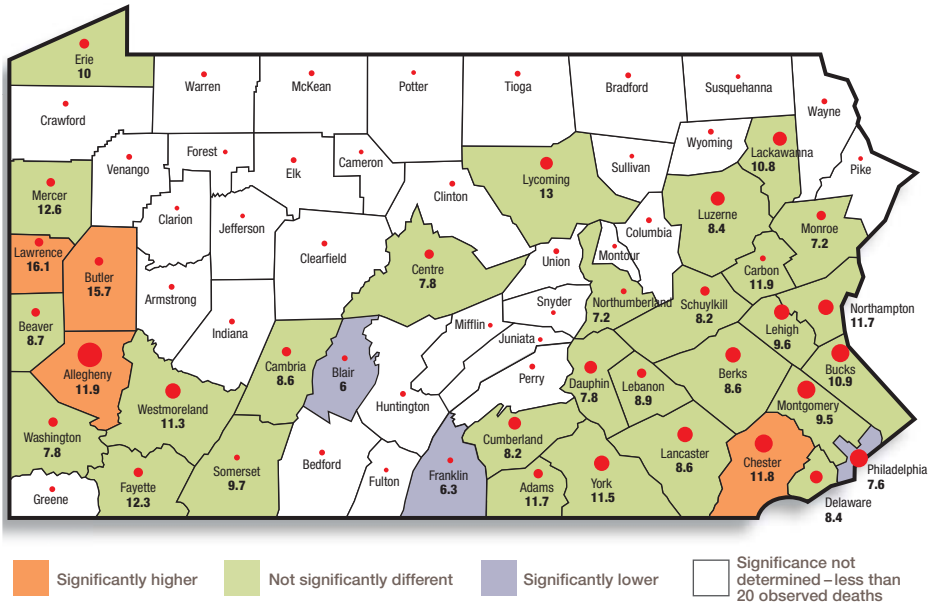 Erie
10
Warren
McKean
Potter
Tioga
Bradford
Susquehanna
Wayne
Crawford
Venango
Forest
Elk
Cameron
Clinton
Lycoming
13
Sullivan
Wyoming
Lackawanna
10.8
Pike
Mercer
12.6
Clarion
Jefferson
Clearfield
Centre
7.8
Union
Montour
Columbia
Luzerne
8.4
Monroe
7.2
Lawrence
16.1
Butler
15.7
Armstrong
Indiana
Snyder
Northumberland
7.2
Schuylkill
8.2
Carbon
11.9
Northampton
11.7
Beaver
8.7
Mifflin
Juniata
Lehigh
9.6
Allegheny
11.9
Cambria
8.6
Blair
6
Perry
Dauphin
7.8
Lebanon
8.9
Berks
8.6
Bucks
10.9
Westmoreland
11.3
Huntington
Montgomery
9.5
Washington
7.8
Cumberland
8.2
Lancaster
8.6
Chester
11.8
Philadelphia
7.6
Greene
Fayette
12.3
Somerset
9.7
Bedford
Fulton
Franklin
6.3
Adams
11.7
York
11.5
Delaware
8.4
Significantly higher
Not significantly different
Significantly lower
Significance not
determined – less than
20 observed deaths